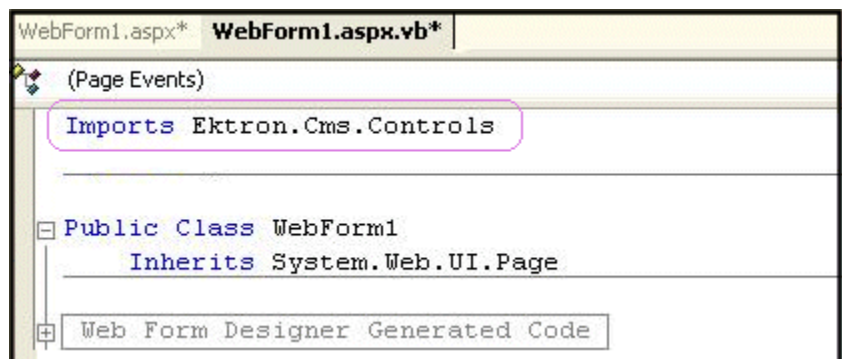 WebForm1.aspx* WebForm1.aspx.vb*
(Page Events)
Imports Ektron.Cms.Controls
Public Class WebForm1
Inherits System.Web.UI.Page
Web Form Designer Generated Code